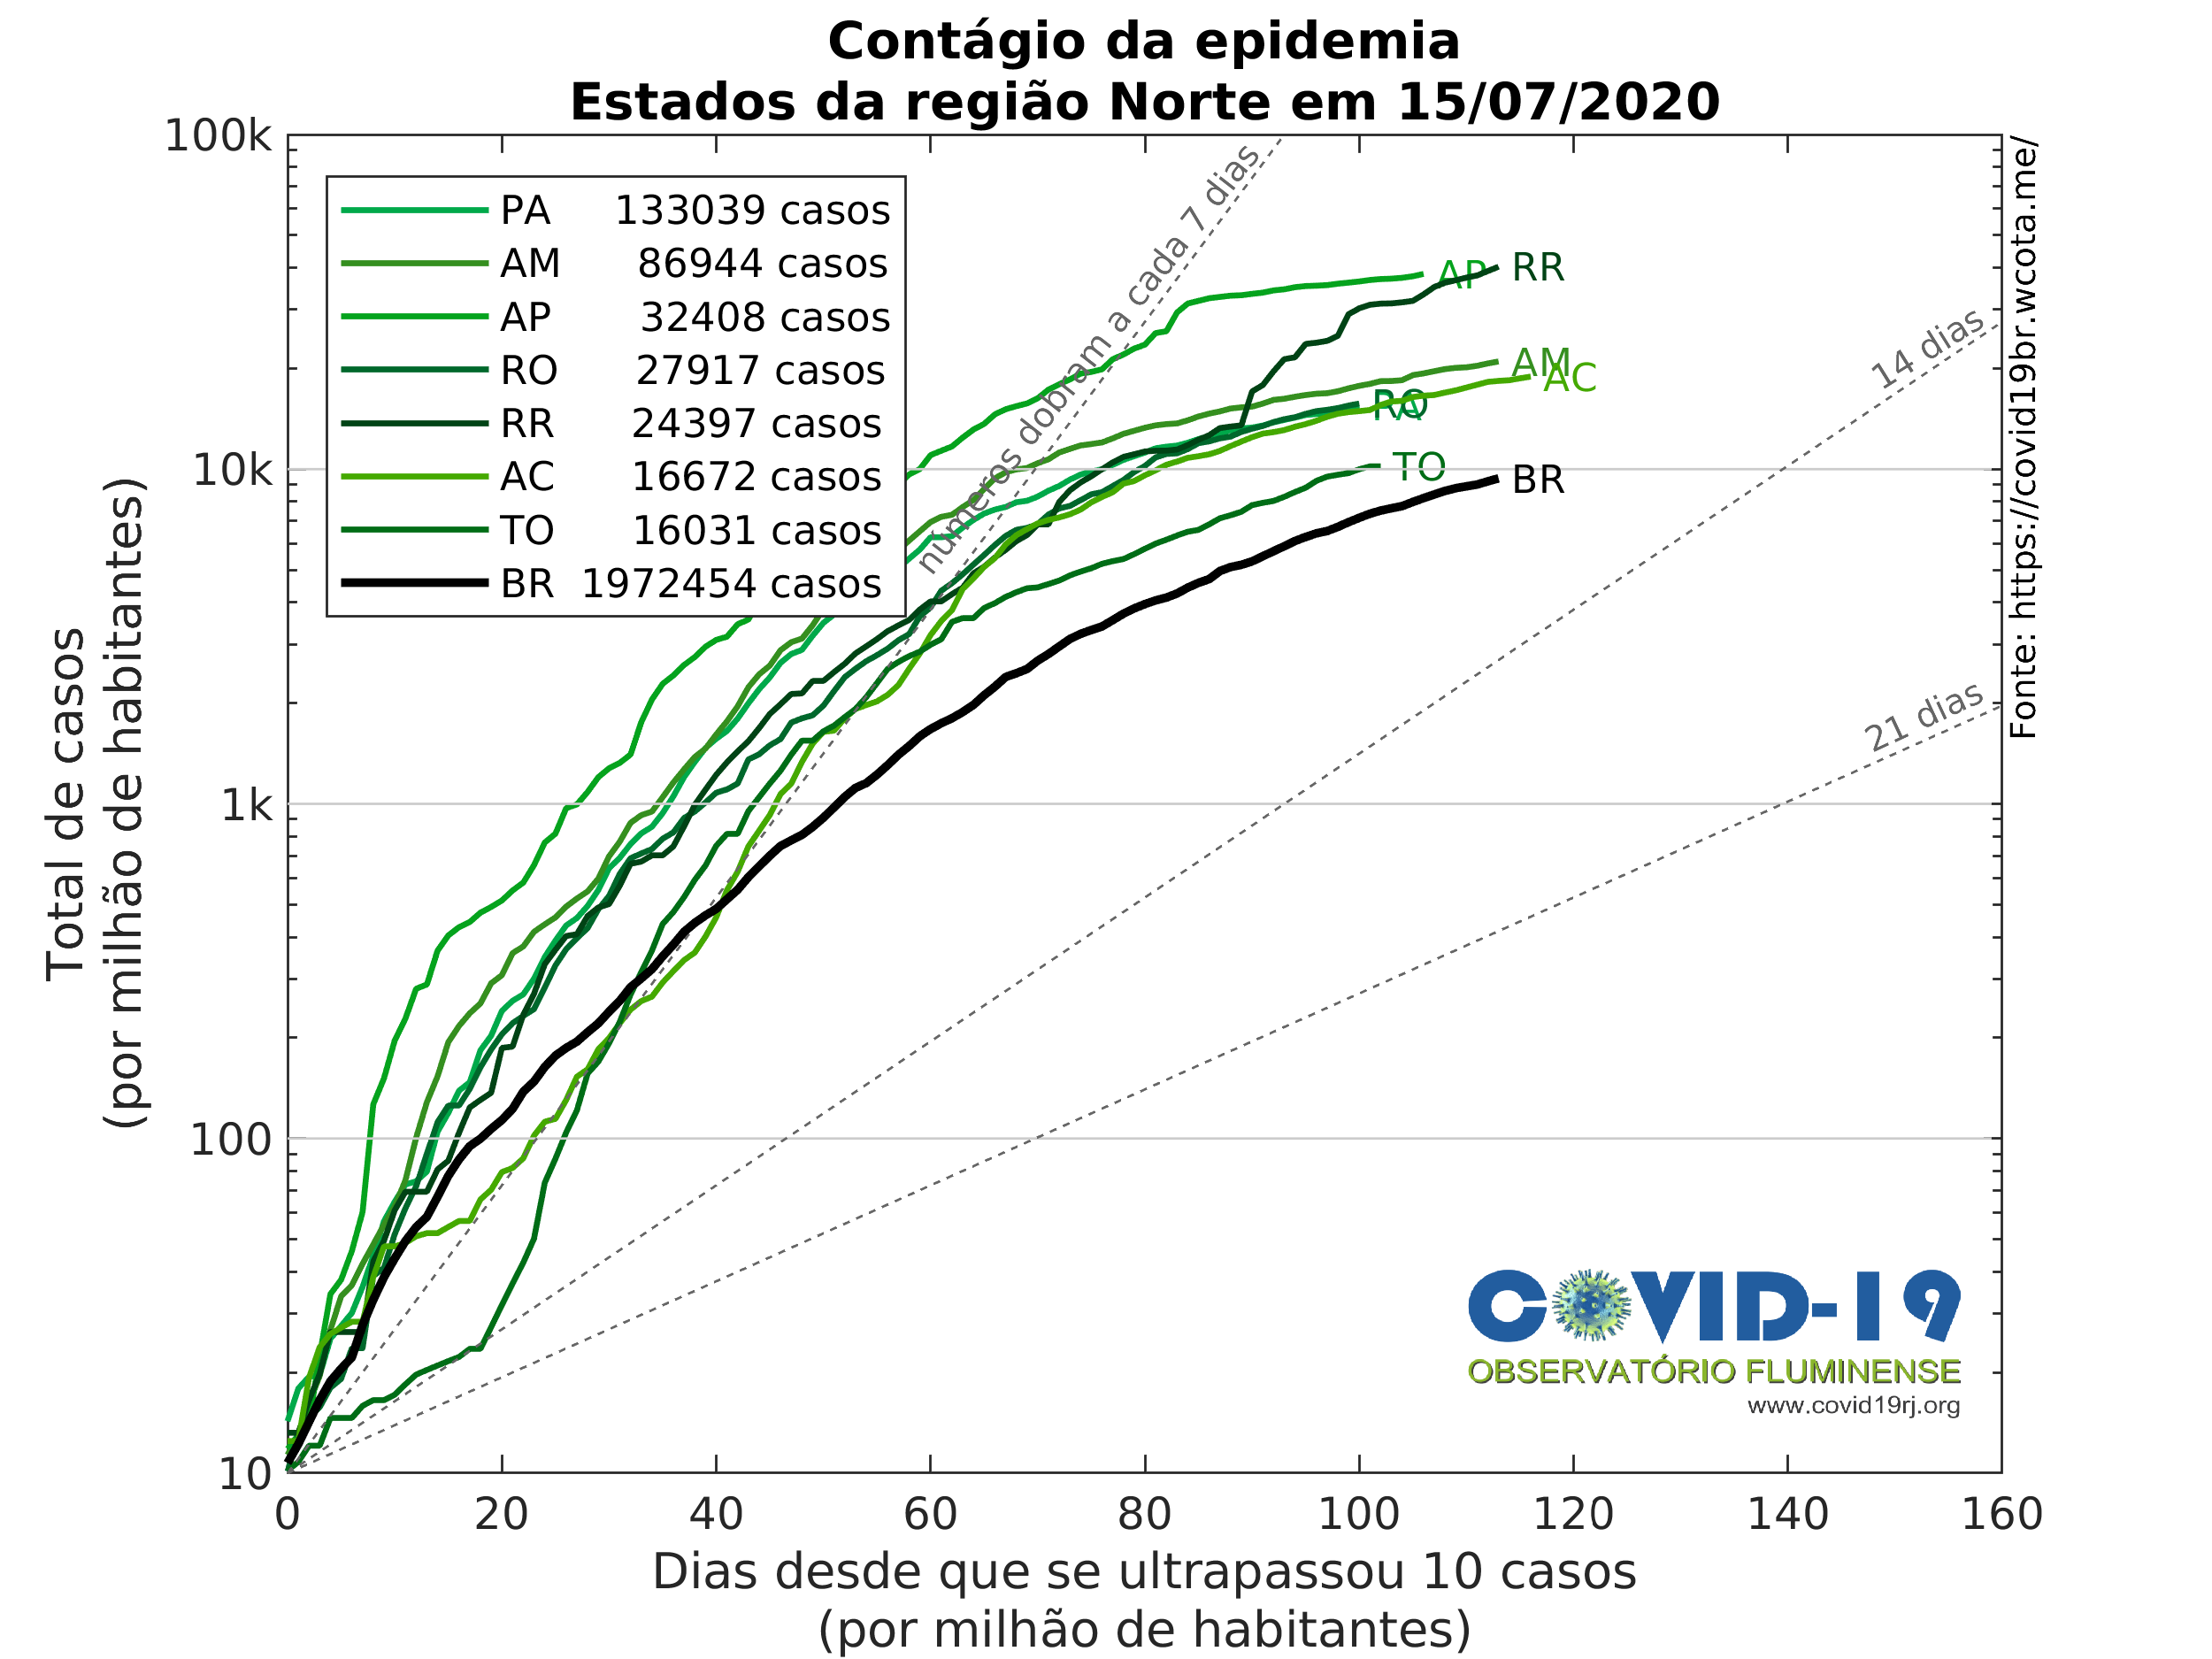 Contágio da epidemia
Estados da região Norte em 15/07/2020
100k
10k
1k
100
10
Total de casos
(por milhão de habitantes)
PA 133039 casos
AM 86944 casos
AP 32408 casos
RO 27917 casos
RR 24397 casos
AC 16672 casos
TO 16031 casos
BR 1972454 casos
números dobram a cada 7 dias
14 dias
21 dias
AP
RR
AM
AC
RO
PA
TO
BR
Fonte: https://covid19br.wcota.me/
COVID-19
OBSERVATÓRIO FLUMINENSE
www.covid19rj.org
0 20 40 60 80 100 120 140 160
Dias desde que se ultrapassou 10 casos
(por milhão de habitantes)